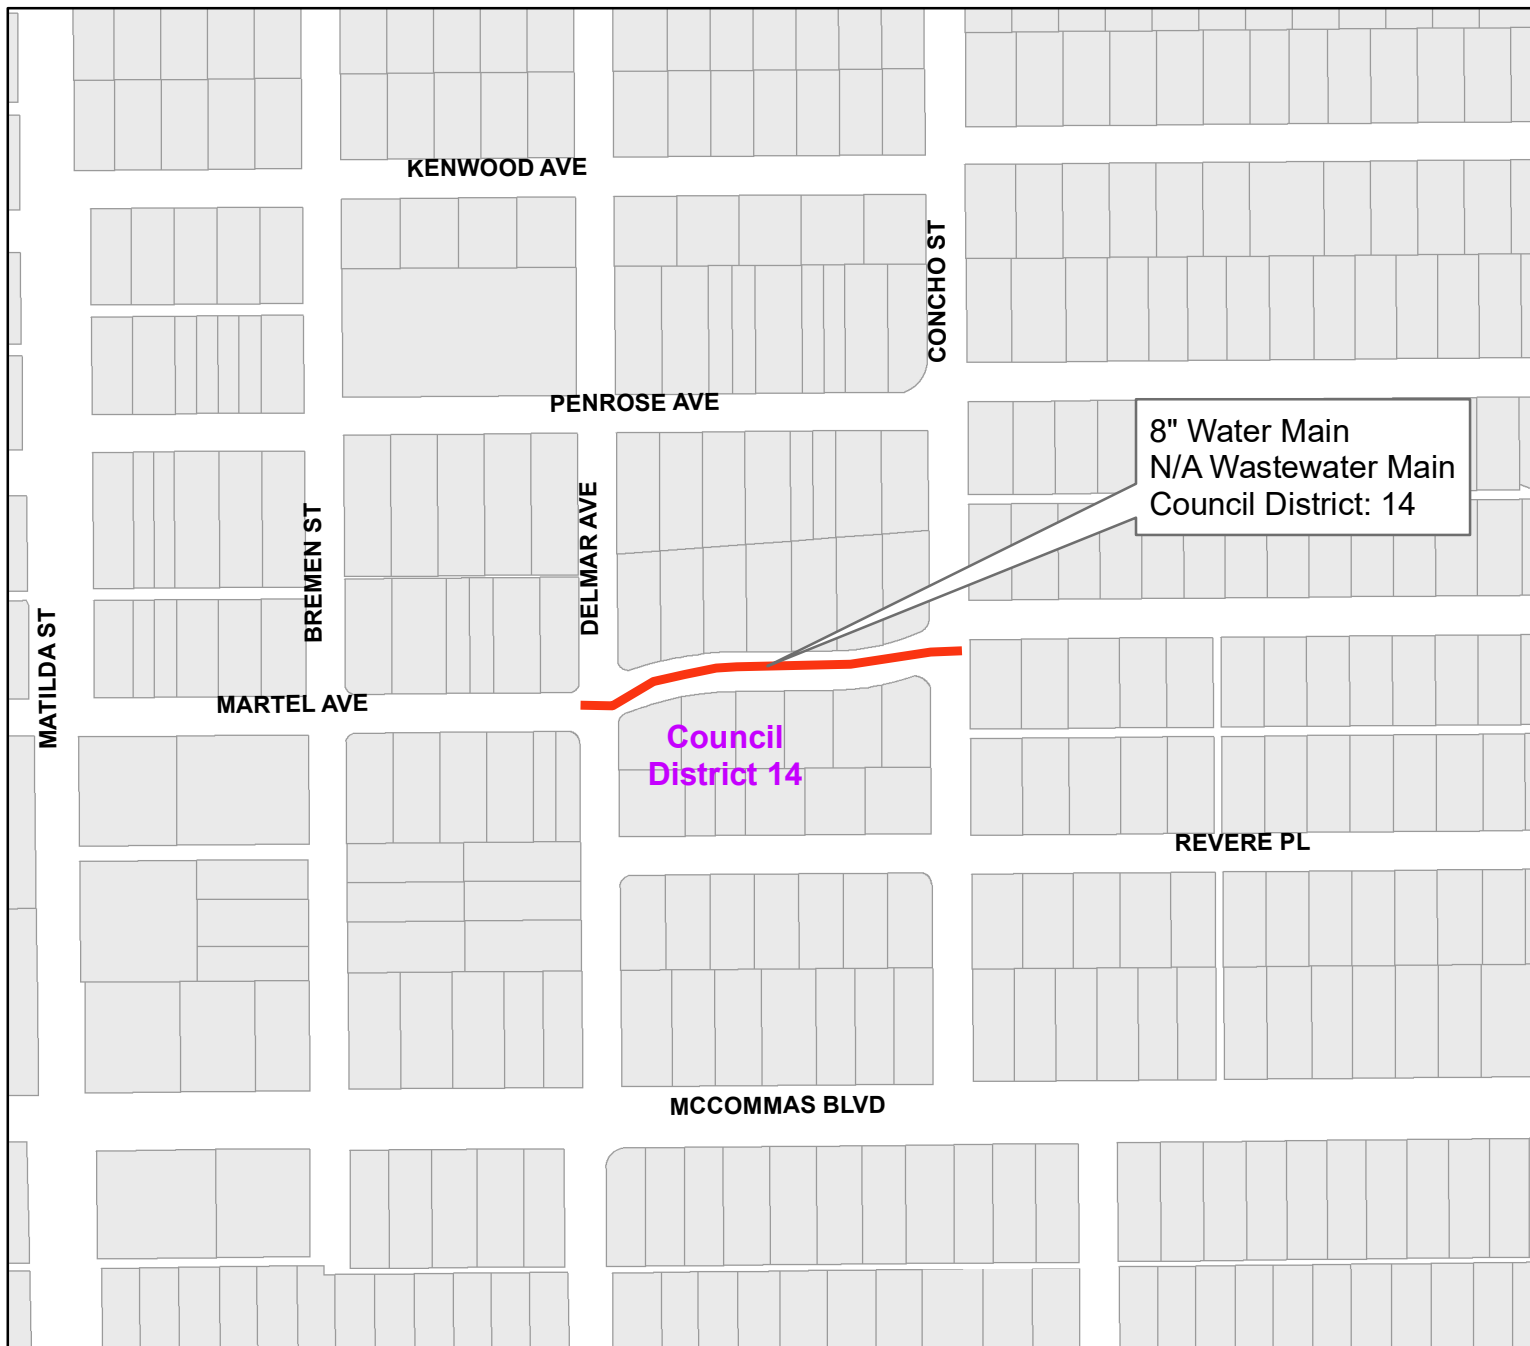 KENWOOD AVE
CONCHO ST
PENROSE AVE
8" Water Main
N/A Wastewater Main
Council District: 14
DELMAR AVE
BREMEN ST
MATILDA ST
MARTEL AVE
Council
District 14
REVERE PL
MCCOMMAS BLVD